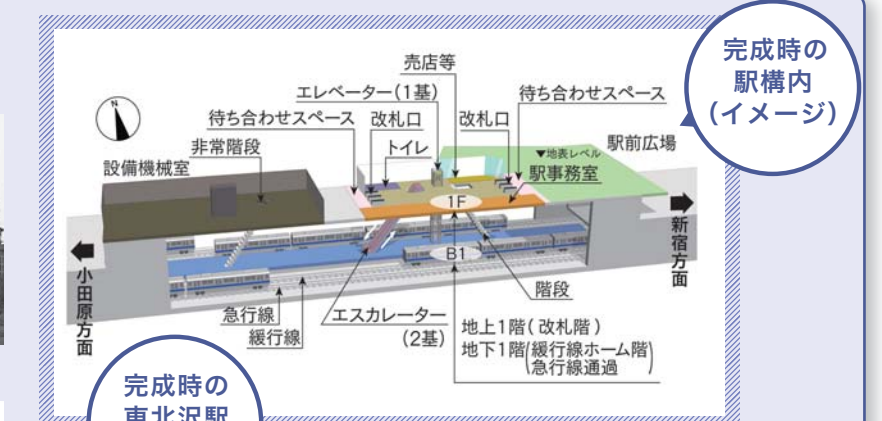 完成時の
駅構内
(イメージ)
売店等
エレベーター(1基)
待ち合わせスペース
待ち合わせスペース
改札口
改札口
非常階段
トイレ
▼地表レベル
駅前広場
設備機械室
駅事務室
N
1F
B1
新宿方面
小田原方面
階段
急行線
緩行線
エスカレーター
(2基)
地上1階(改札階)
地下1階(緩行線ホーム階
急行線通過)
完成時の
東北沢駅